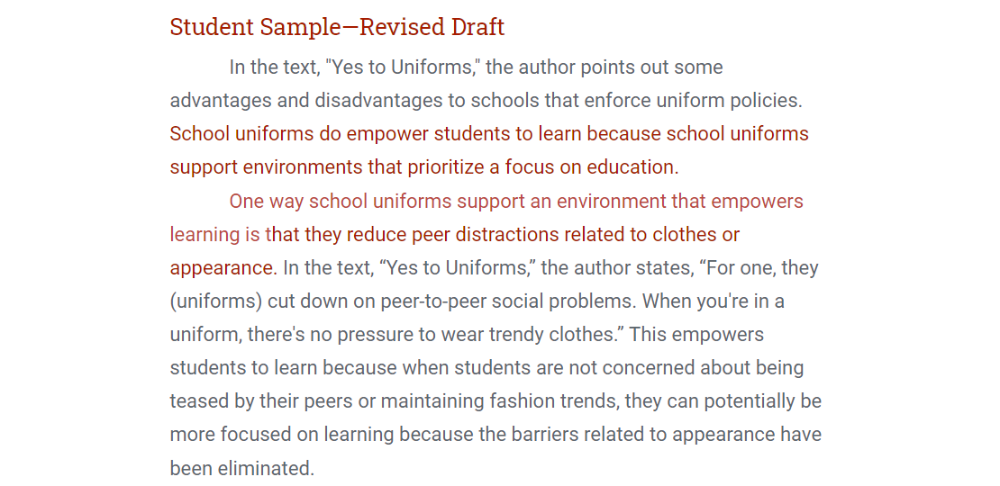 Student Sample—Revised Draft
In the text, "Yes to Uniforms," the author points out some
advantages and disadvantages to schools that enforce uniform policies.
School uniforms do empower students to learn because school uniforms
support environments that prioritize a focus on education.
One way school uniforms support an environment that empowers
learning is that they reduce peer distractions related to clothes or
appearance. In the text, “Yes to Uniforms,” the author states, “For one, they
(uniforms) cut down on peer-to-peer social problems. When you're in a
uniform, there's no pressure to wear trendy clothes.” This empowers
students to learn because when students are not concerned about being
teased by their peers or maintaining fashion trends, they can potentially be
more focused on learning because the barriers related to appearance have
been eliminated.